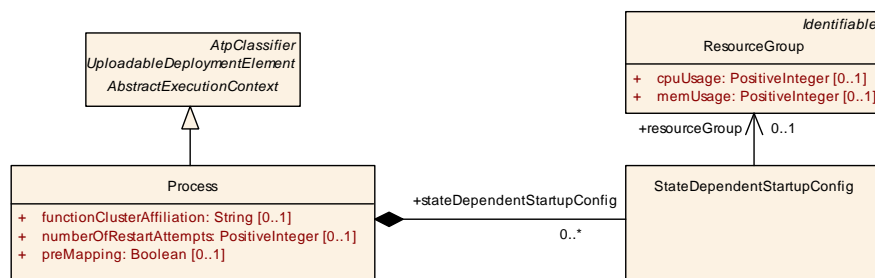 AtpClassifier
UploadableDeploymentElement
AbstractExecutionContext
Identifiable
ResourceGroup
+ cpuUsage: PositiveInteger [0..1]
+ memUsage: PositiveInteger [0..1]
+resourceGroup 0..1
Process
+ functionClusterAffiliation: String [0..1]
+ numberOfRestartAttempts: PositiveInteger [0..1]
+ preMapping: Boolean [0..1]
+stateDependentStartupConfig
0..*
StateDependentStartupConfig